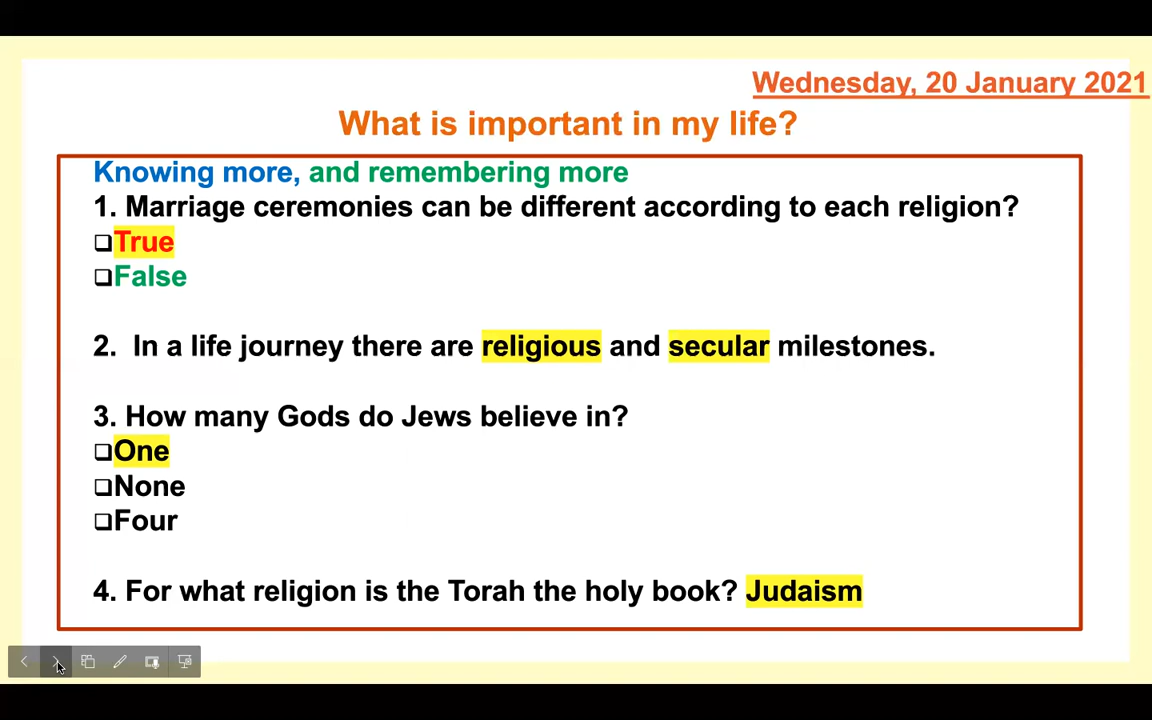 Wednesday, 20 January 2021
What is important in my life?
Knowing more, and remembering more
1. Marriage ceremonies can be different according to each religion?
❑True
❑False
2. In a life journey there are religious and secular milestones.
3. How many Gods do Jews believe in?
❑One
❑None
❑Four
4. For what religion is the Torah the holy book? Judaism